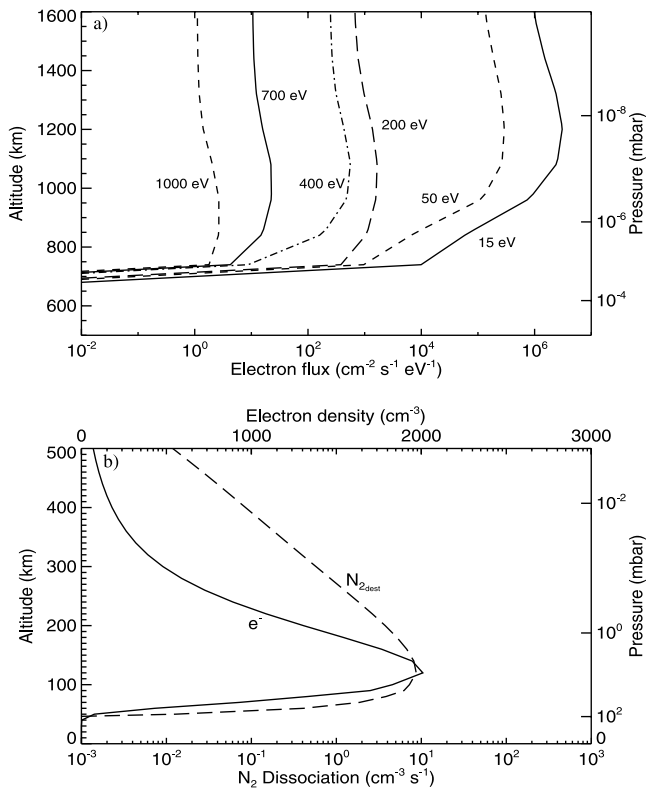 a)
1600
1400
1200
1000
800
600
Altitude (km)
1000 eV
700 eV
400 eV
200 eV
50 eV
15 eV
10⁻⁸
10⁻⁶
10⁻⁴
Pressure (mbar)
10⁻² 10⁰ 10² 10⁴ 10⁶
Electron flux (cm⁻² s⁻¹ eV⁻¹)
Electron density (cm⁻³)
0 1000 2000 3000
b)
500
400
300
200
100
0
Altitude (km)
N₂dest
e⁻
10⁻²
10⁰
10²
0
Pressure (mbar)
10⁻³ 10⁻² 10⁻¹ 10⁰ 10¹ 10² 10³
N₂ Dissociation (cm⁻³ s⁻¹)